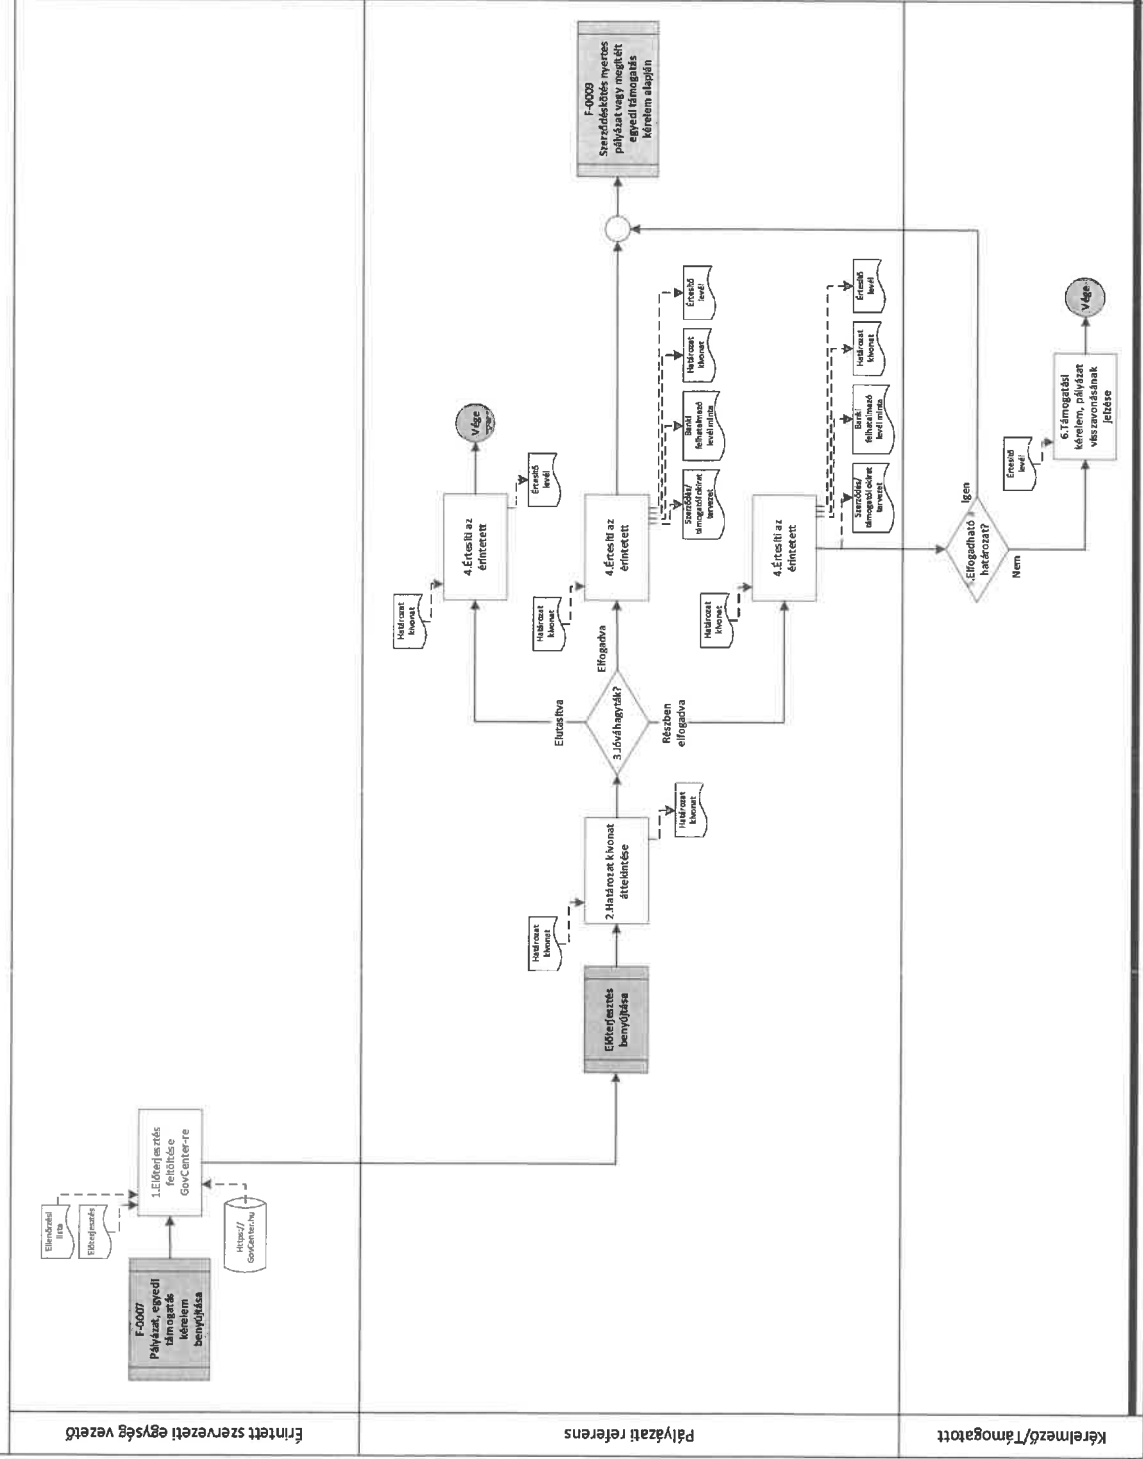 Érintett szervezeti egység vezető
F-0007
Pályázat, egyedi
támogatás
kérelem
benyújtása
Ellenőrzési
lista
Előterjesztés
Https://
GovCenter.hu
1.Előterjesztés
feltöltése
GovCenter-re
Pályázati referens
Előterjesztés
benyújtása
Határozat
kivonat
2.Határozat kivonat
áttekintése
Határozat
kivonat
3.Jóváhagyták?
Elutasítva
Elfogadva
Részben
elfogadva
Határozat
kivonat
4.Értesíti az
érintetett
Értesítő
levél
Vége
Határozat
kivonat
4.Értesíti az
érintetett
Szerződés/
támogatói okirat
tervezet
Banki
felhatalmazó
levél minta
Határozat
kivonat
Értesítő
levél
Határozat
kivonat
4.Értesíti az
érintetett
Szerződés/
támogatói okirat
tervezet
Banki
felhatalmazó
levél minta
Határozat
kivonat
Értesítő
levél
F-0009
Szerződéskötés nyertes
pályázat vagy megítélt
egyedi támogatás
kérelem alapján
Kérelmező/Támogatott
.Elfogadható
határozat?
Igen
Nem
Értesítő
levél
6.Támogatási
kérelem, pályázat
visszavonásának
jelzése
Vége